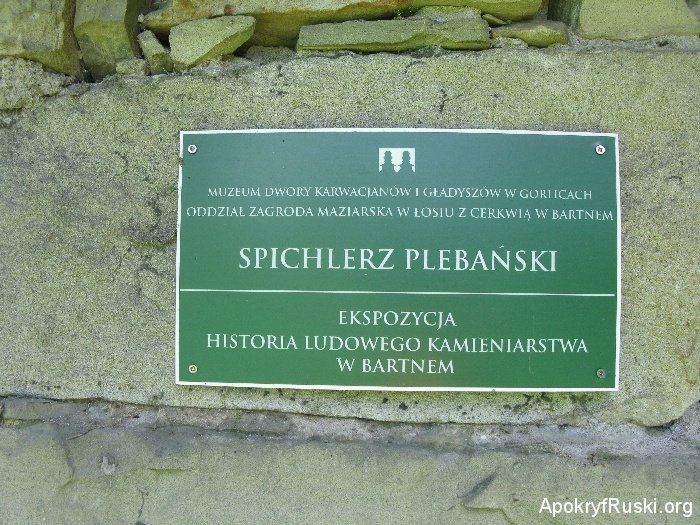 MUZEUM DWORY KARWACJANÓW I GŁADYSZÓW W GORLICACH
ODDZIAŁ ZAGRODA MAZIARSKA W ŁOSIU Z CERKWIĄ W BARTNEM
SPICHLERZ PLEBAŃSKI
EKSPOZYCJA
HISTORIA LUDOWEGO KAMIENIARSTWA
W BARTNEM
ApokryfRuski.org